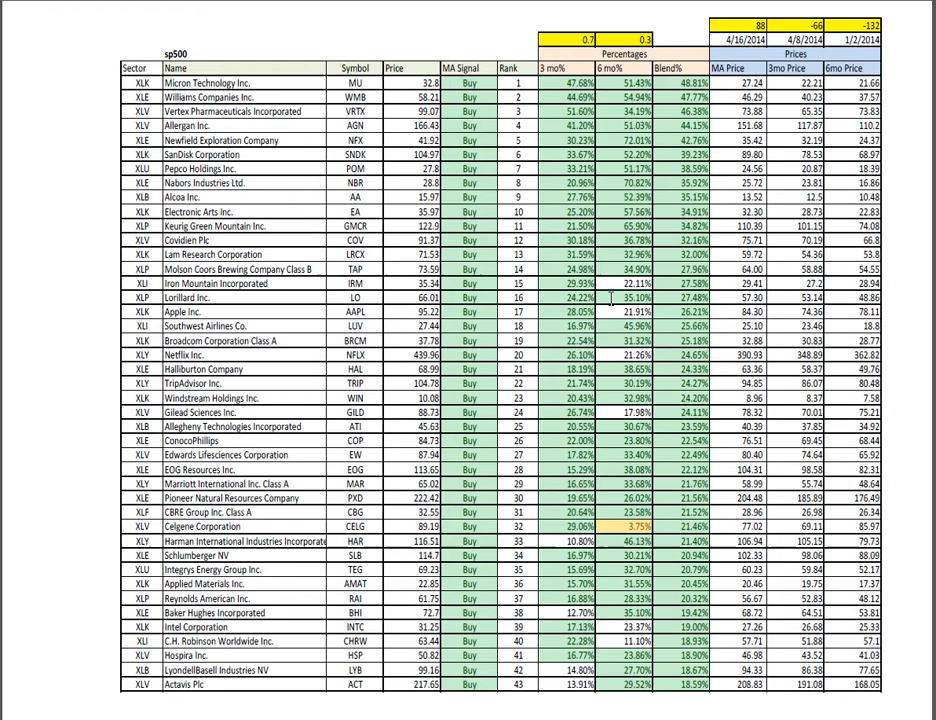 88 -66 -132
0.7 0.3 4/16/2014 4/8/2014 1/2/2014
sp500 Percentages Prices
Sector Name Symbol Price MA Signal Rank 3 mo% 6 mo% Blend% MA Price 3mo Price 6mo Price
XLK Micron Technology Inc. MU 32.8 Buy 1 47.68% 51.43% 48.81% 27.24 22.21 21.66
XLE Williams Companies Inc. WMB 58.21 Buy 2 44.69% 54.94% 47.77% 46.29 40.23 37.57
XLV Vertex Pharmaceuticals Incorporated VRTX 99.07 Buy 3 51.60% 34.19% 46.38% 73.88 65.35 73.83
XLV Allergan Inc. AGN 166.43 Buy 4 41.20% 51.03% 44.15% 151.68 117.87 110.2
XLE Newfield Exploration Company NFX 41.92 Buy 5 30.23% 72.01% 42.76% 35.42 32.19 24.37
XLK SanDisk Corporation SNDK 104.97 Buy 6 33.67% 52.20% 39.23% 89.80 78.53 68.97
XLU Pepco Holdings Inc. POM 27.8 Buy 7 33.21% 51.17% 38.59% 24.56 20.87 18.39
XLE Nabors Industries Ltd. NBR 28.8 Buy 8 20.96% 70.82% 35.92% 25.72 23.81 16.86
XLB Alcoa Inc. AA 15.97 Buy 9 27.76% 52.39% 35.15% 13.52 12.5 10.48
XLK Electronic Arts Inc. EA 35.97 Buy 10 25.20% 57.56% 34.91% 32.30 28.73 22.83
XLP Keurig Green Mountain Inc. GMCR 122.9 Buy 11 21.50% 65.90% 34.82% 110.39 101.15 74.08
XLV Covidien Plc COV 91.37 Buy 12 30.18% 36.78% 32.16% 75.71 70.19 66.8
XLK Lam Research Corporation LRCX 71.53 Buy 13 31.59% 32.96% 32.00% 59.72 54.36 53.8
XLP Molson Coors Brewing Company Class B TAP 73.59 Buy 14 24.98% 34.90% 27.96% 64.00 58.88 54.55
XLI Iron Mountain Incorporated IRM 35.34 Buy 15 29.93% 22.11% 27.58% 29.41 27.2 28.94
XLP Lorillard Inc. LO 66.01 Buy 16 24.22% 35.10% 27.48% 57.30 53.14 48.86
XLK Apple Inc. AAPL 95.22 Buy 17 28.05% 21.91% 26.21% 84.30 74.36 78.11
XLI Southwest Airlines Co. LUV 27.44 Buy 18 16.97% 45.96% 25.66% 25.10 23.46 18.8
XLK Broadcom Corporation Class A BRCM 37.78 Buy 19 22.54% 31.32% 25.18% 32.88 30.83 28.77
XLY Netflix Inc. NFLX 439.96 Buy 20 26.10% 21.26% 24.65% 390.93 348.89 362.82
XLE Halliburton Company HAL 68.99 Buy 21 18.19% 38.65% 24.33% 63.36 58.37 49.76
XLY TripAdvisor Inc. TRIP 104.78 Buy 22 21.74% 30.19% 24.27% 94.85 86.07 80.48
XLK Windstream Holdings Inc. WIN 10.08 Buy 23 20.43% 32.98% 24.20% 8.96 8.37 7.58
XLV Gilead Sciences Inc. GILD 88.73 Buy 24 26.74% 17.98% 24.11% 78.32 70.01 75.21
XLB Allegheny Technologies Incorporated ATI 45.63 Buy 25 20.55% 30.67% 23.59% 40.39 37.85 34.92
XLE ConocoPhillips COP 84.73 Buy 26 22.00% 23.80% 22.54% 76.51 69.45 68.44
XLV Edwards Lifesciences Corporation EW 87.94 Buy 27 17.82% 33.40% 22.49% 80.40 74.64 65.92
XLE EOG Resources Inc. EOG 113.65 Buy 28 15.29% 38.08% 22.12% 104.31 98.58 82.31
XLY Marriott International Inc. Class A MAR 65.02 Buy 29 16.65% 33.68% 21.76% 58.99 55.74 48.64
XLE Pioneer Natural Resources Company PXD 222.42 Buy 30 19.65% 26.02% 21.56% 204.48 185.89 176.49
XLF CBRE Group Inc. Class A CBG 32.55 Buy 31 20.64% 23.58% 21.52% 28.96 26.98 26.34
XLV Celgene Corporation CELG 89.19 Buy 32 29.06% 3.75% 21.46% 77.02 69.11 85.97
XLY Harman International Industries Incorporate HAR 116.51 Buy 33 10.80% 46.13% 21.40% 106.94 105.15 79.73
XLE Schlumberger NV SLB 114.7 Buy 34 16.97% 30.21% 20.94% 102.33 98.06 88.09
XLU Integrys Energy Group Inc. TEG 69.23 Buy 35 15.69% 32.70% 20.79% 60.23 59.84 52.17
XLK Applied Materials Inc. AMAT 22.85 Buy 36 15.70% 31.55% 20.45% 20.46 19.75 17.37
XLP Reynolds American Inc. RAI 61.75 Buy 37 16.88% 28.33% 20.32% 56.67 52.83 48.12
XLE Baker Hughes Incorporated BHI 72.7 Buy 38 12.70% 35.10% 19.42% 68.72 64.51 53.81
XLK Intel Corporation INTC 31.25 Buy 39 17.13% 23.37% 19.00% 27.26 26.68 25.33
XLI C.H. Robinson Worldwide Inc. CHRW 63.44 Buy 40 22.28% 11.10% 18.93% 57.71 51.88 57.1
XLV Hospira Inc. HSP 50.82 Buy 41 16.77% 23.86% 18.90% 46.98 43.52 41.03
XLB LyondellBasell Industries NV LYB 99.16 Buy 42 14.80% 27.70% 18.67% 94.33 86.38 77.65
XLV Actavis Plc ACT 217.65 Buy 43 13.91% 29.52% 18.59% 208.83 191.08 168.05